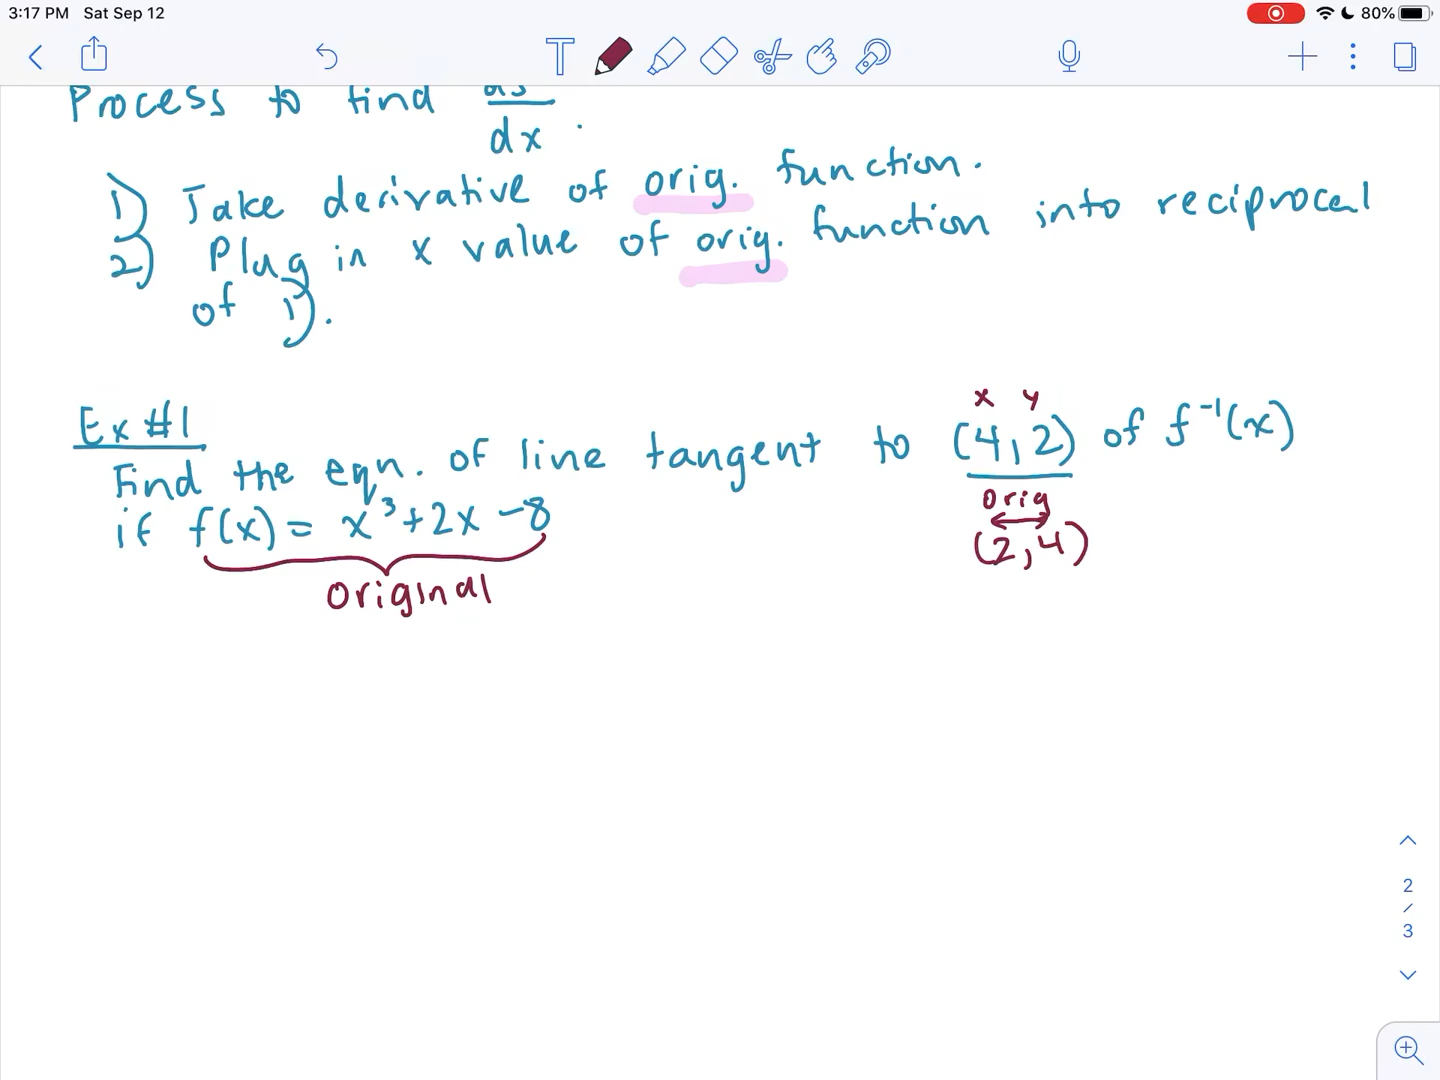 3:17 PM Sat Sep 12
80%
Process to find
dx .
1) Take derivative of orig. function.
2) Plug in x value of orig. function into reciprocal
of 1).
Ex #1
x y
Find the eqn. of line tangent to (4,2) of f⁻¹(x)
if f(x) = x³+2x -8
orig
(2,4)
original
2
/
3